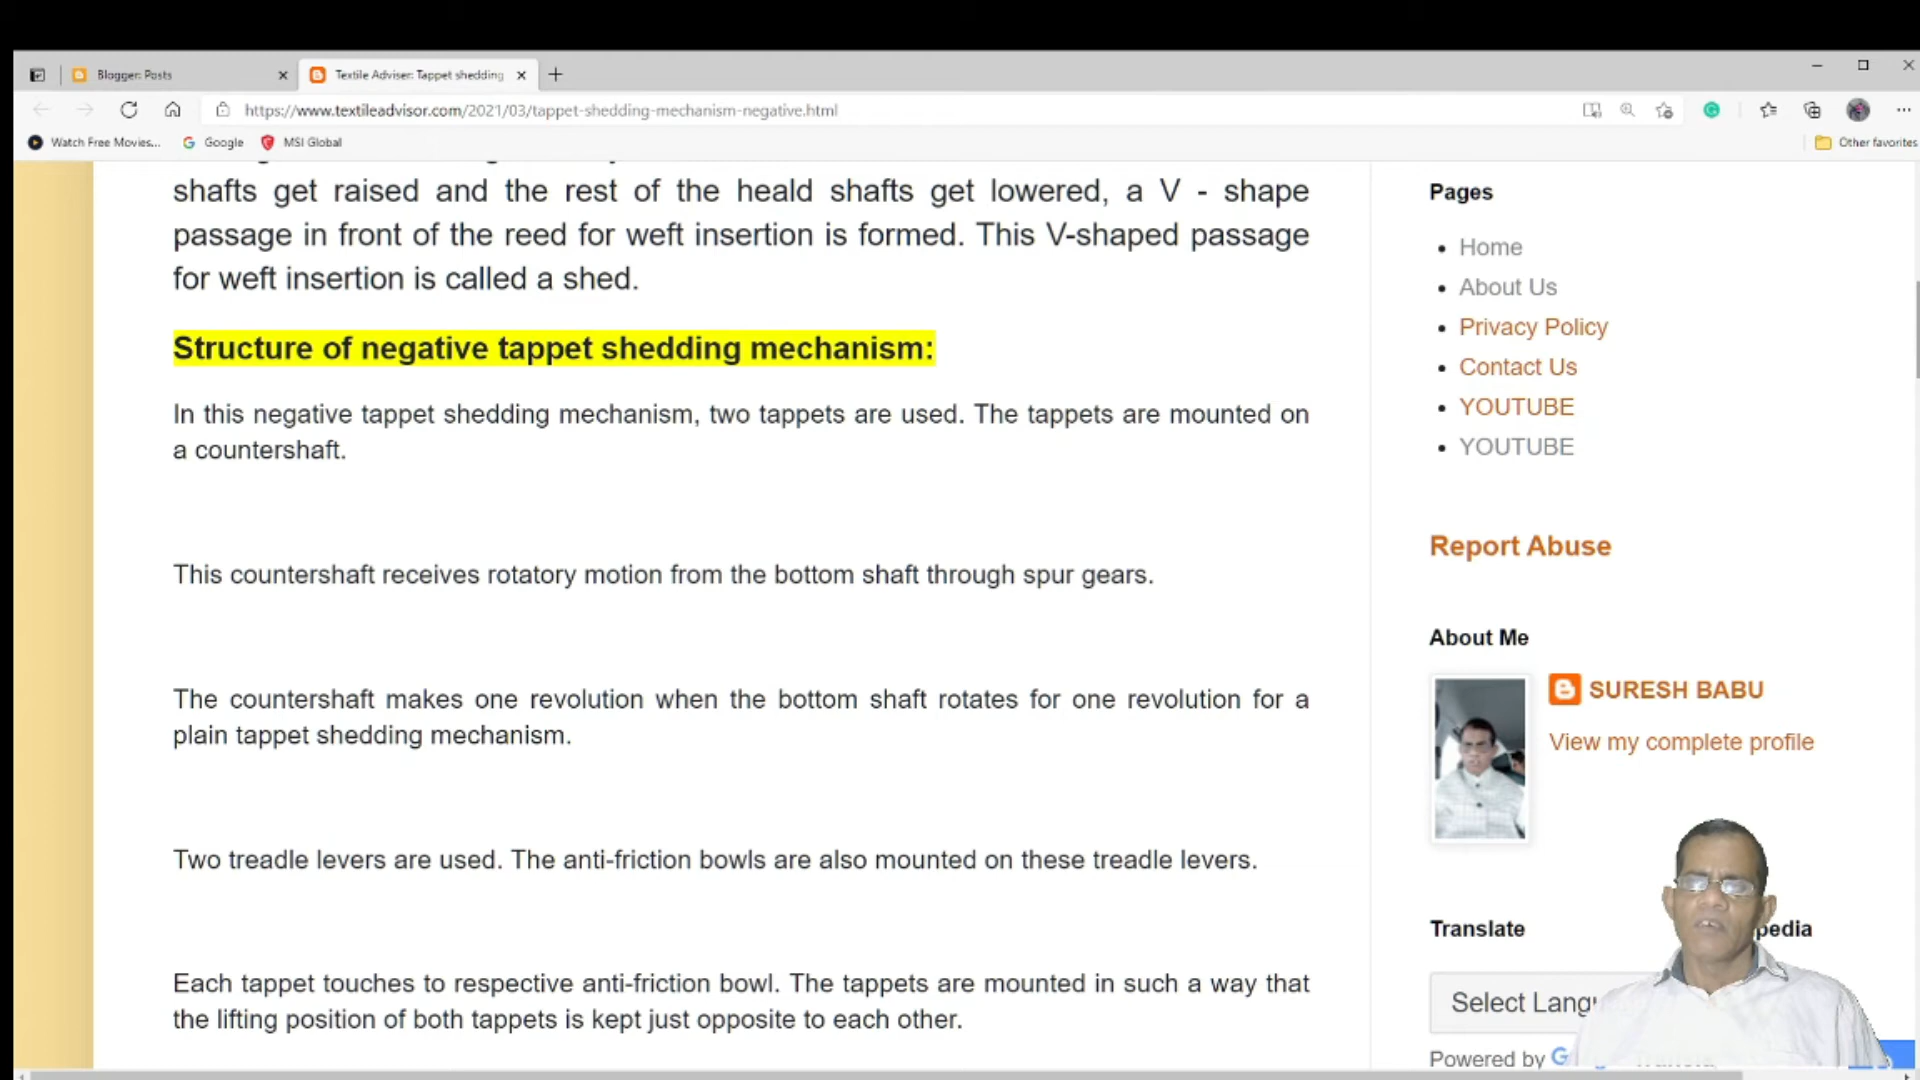 Blogger: Posts
Textile Adviser: Tappet shedding
https://www.textileadvisor.com/2021/03/tappet-shedding-mechanism-negative.html
Watch Free Movies...
Google
MSI Global
Other favorites
shafts get raised and the rest of the heald shafts get lowered, a V - shape
passage in front of the reed for weft insertion is formed. This V-shaped passage
for weft insertion is called a shed.
Structure of negative tappet shedding mechanism:
In this negative tappet shedding mechanism, two tappets are used. The tappets are mounted on
a countershaft.
This countershaft receives rotatory motion from the bottom shaft through spur gears.
The countershaft makes one revolution when the bottom shaft rotates for one revolution for a
plain tappet shedding mechanism.
Two treadle levers are used. The anti-friction bowls are also mounted on these treadle levers.
Each tappet touches to respective anti-friction bowl. The tappets are mounted in such a way that
the lifting position of both tappets is kept just opposite to each other.
Pages
Home
About Us
Privacy Policy
Contact Us
YOUTUBE
YOUTUBE
Report Abuse
About Me
SURESH BABU
View my complete profile
Translate
pedia
Select Langu
Powered by